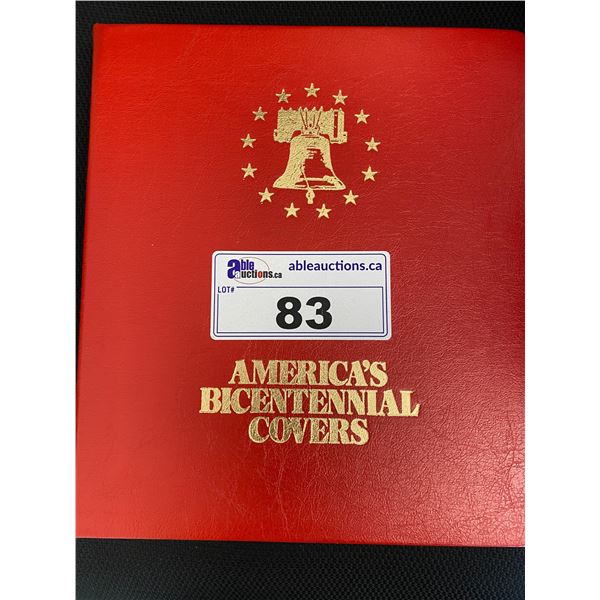 able auctions.ca
ableauctions.ca
LOT#
83
AMERICA'S
BICENTENNIAL
COVERS